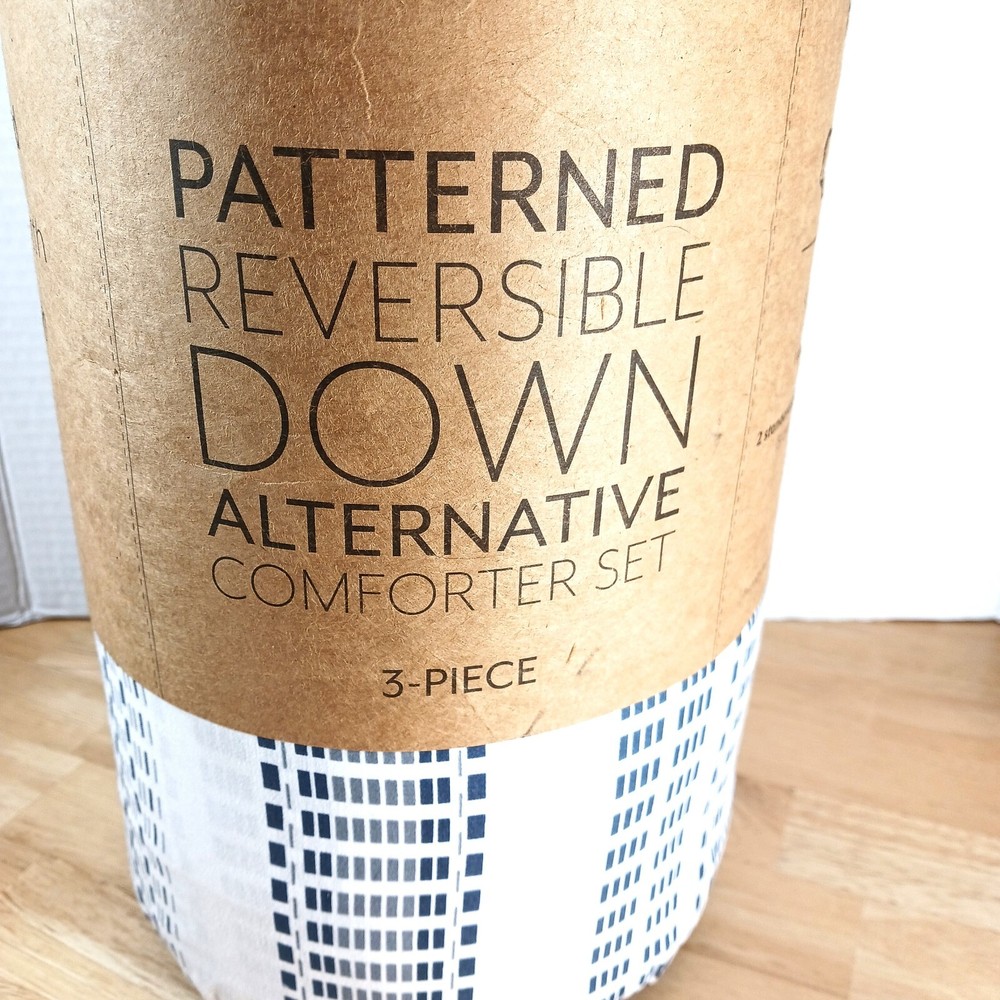 PATTERNED
REVERSIBLE
DOWN
ALTERNATIVE
COMFORTER SET
3-PIECE